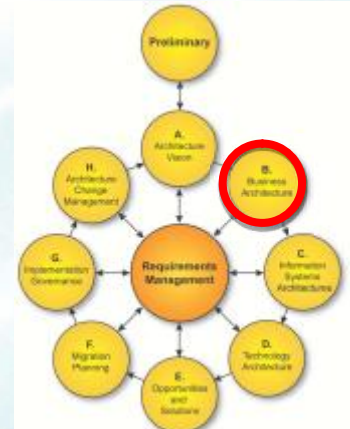 Preliminary
A.
Architecture
Vision
B.
Business
Architecture
C.
Information
Systems
Architectures
D.
Technology
Architecture
E.
Opportunities
and
Solutions
F.
Migration
Planning
G.
Implementation
Governance
H.
Architecture
Change
Management
Requirements
Management